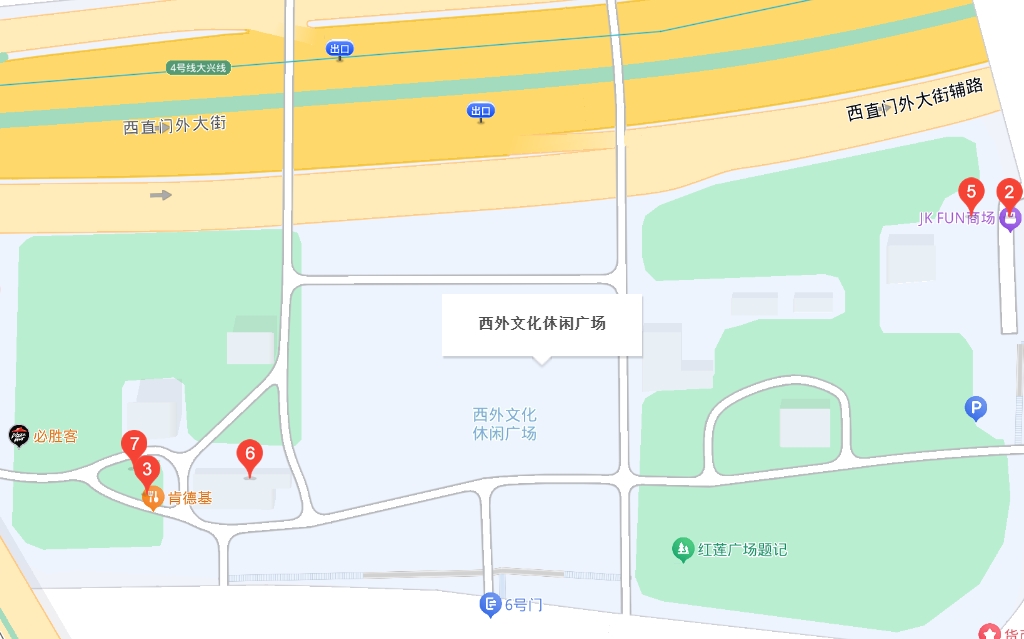 出口
4号线大兴线
西直门外大街辅路
出口
西直门外大街
5
2
JK FUN商场
西外文化休闲广场
西外文化
休闲广场
P
必胜客
7
6
3
肯德基
红莲广场题记
6号门